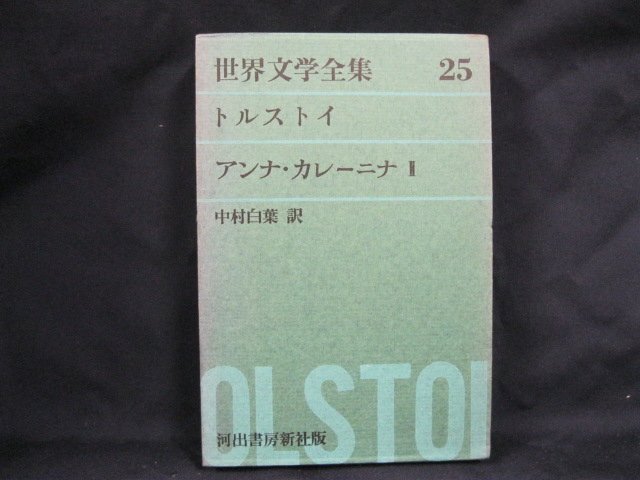 世界文学全集 25
トルストイ
アンナ・カレーニナ II
中村白葉 訳
OLSTOI
河出書房新社版